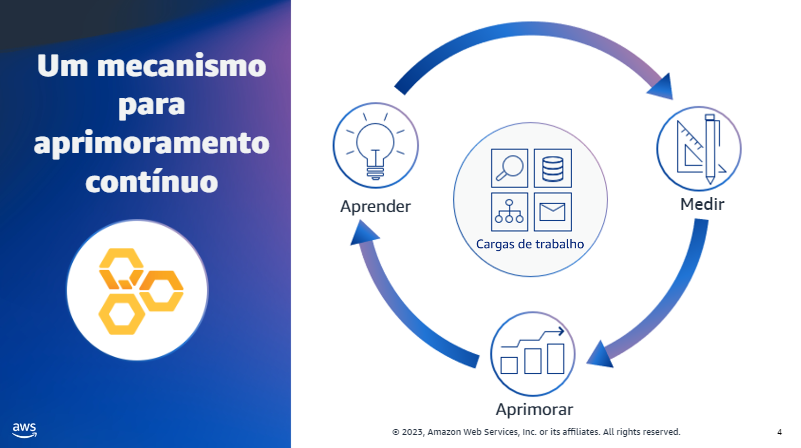 Um mecanismo
para
aprimoramento
contínuo
Aprender
Medir
Cargas de trabalho
Aprimorar
aws
© 2023, Amazon Web Services, Inc. or its affiliates. All rights reserved.
4